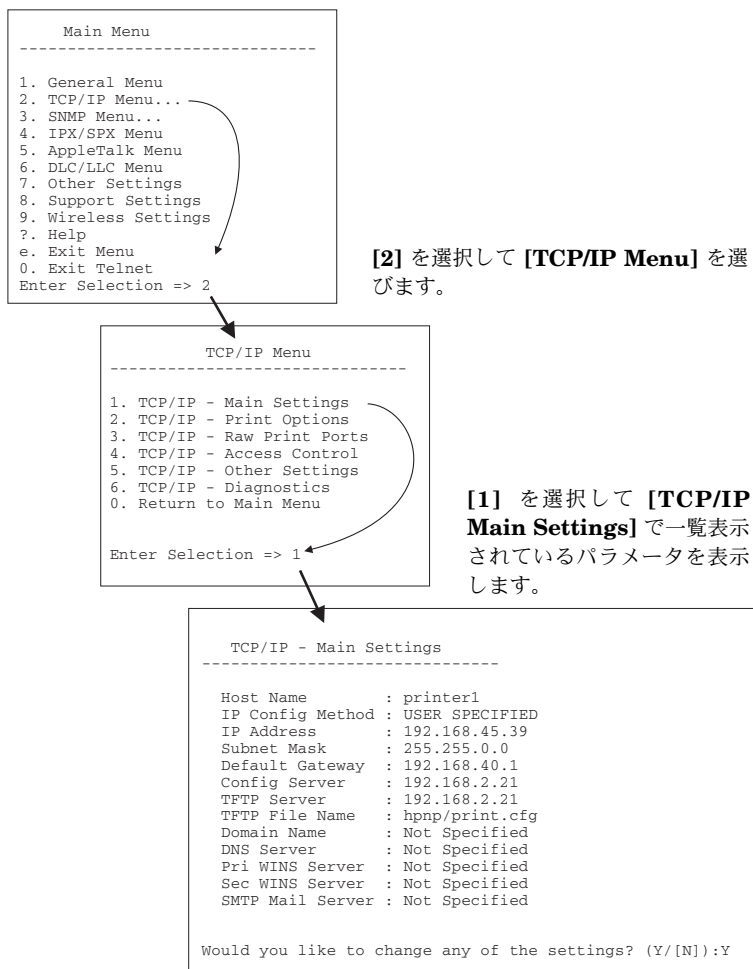 Main Menu
-------------------------------
1. General Menu
2. TCP/IP Menu...
3. SNMP Menu...
4. IPX/SPX Menu
5. AppleTalk Menu
6. DLC/LLC Menu
7. Other Settings
8. Support Settings
9. Wireless Settings
?. Help
e. Exit Menu
0. Exit Telnet
Enter Selection => 2
[2] を選択して [TCP/IP Menu] を選
びます。
TCP/IP Menu
-------------------------------
1. TCP/IP - Main Settings
2. TCP/IP - Print Options
3. TCP/IP - Raw Print Ports
4. TCP/IP - Access Control
5. TCP/IP - Other Settings
6. TCP/IP - Diagnostics
0. Return to Main Menu
Enter Selection => 1
[1] を選択して [TCP/IP
Main Settings] で一覧表示
されているパラメータを表示
します。
TCP/IP - Main Settings
-------------------------------
Host Name : printer1
IP Config Method : USER SPECIFIED
IP Address : 192.168.45.39
Subnet Mask : 255.255.0.0
Default Gateway : 192.168.40.1
Config Server : 192.168.2.21
TFTP Server : 192.168.2.21
TFTP File Name : hpnp/print.cfg
Domain Name : Not Specified
DNS Server : Not Specified
Pri WINS Server : Not Specified
Sec WINS Server : Not Specified
SMTP Mail Server : Not Specified
Would you like to change any of the settings? (Y/[N]):Y